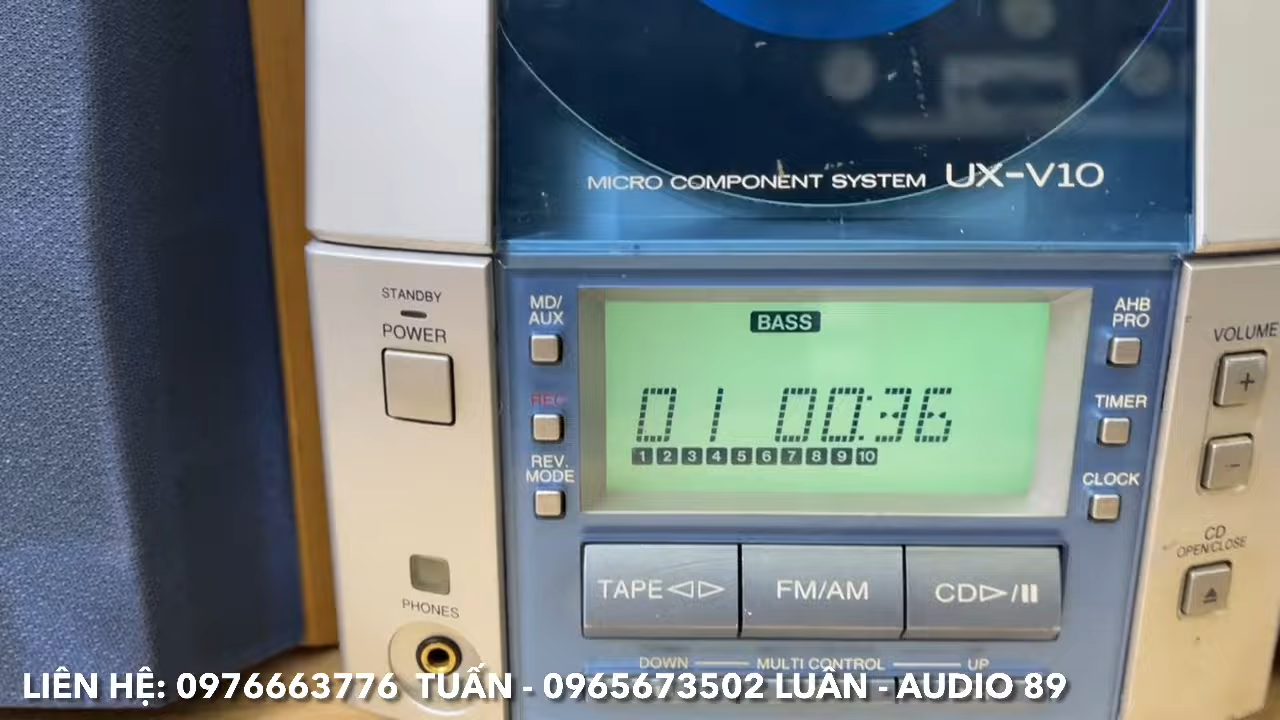 MICRO COMPONENT SYSTEM UX-V10
STANDBY
POWER
MD/
AUX
REC
REV.
MODE
BASS
01 00:36
1 2 3 4 5 6 7 8 9 10
AHB
PRO
TIMER
CLOCK
VOLUME
+
-
CD
OPEN/CLOSE
TAPE◁▷
FM/AM
CD▷/II
PHONES
DOWN MULTI CONTROL UP
LIÊN HỆ: 0976663776 TUẤN - 0965673502 LUÂN - AUDIO 89